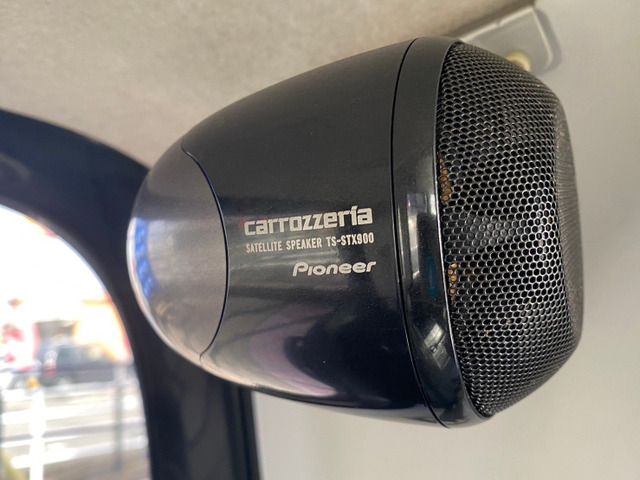 carrozzeria
SATELLITE SPEAKER TS-STX900
Pioneer